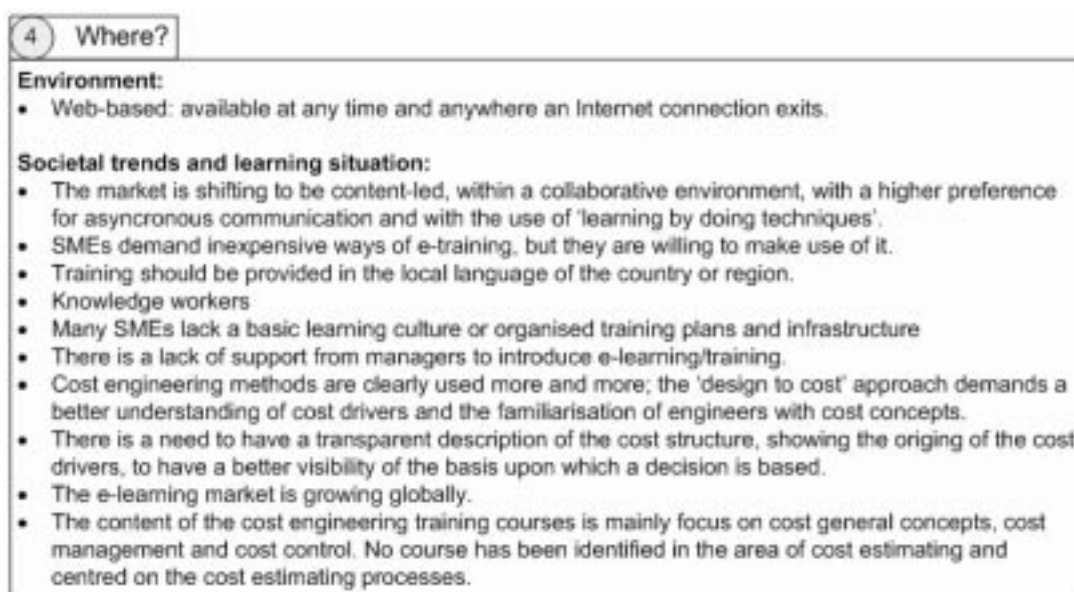 4 Where?
Environment:
• Web-based: available at any time and anywhere an Internet connection exits.
Societal trends and learning situation:
• The market is shifting to be content-led, within a collaborative environment, with a higher preference
for asyncronous communication and with the use of 'learning by doing techniques'.
• SMEs demand inexpensive ways of e-training, but they are willing to make use of it.
• Training should be provided in the local language of the country or region.
• Knowledge workers
• Many SMEs lack a basic learning culture or organised training plans and infrastructure
• There is a lack of support from managers to introduce e-learning/training.
• Cost engineering methods are clearly used more and more; the 'design to cost' approach demands a
better understanding of cost drivers and the familiarisation of engineers with cost concepts.
• There is a need to have a transparent description of the cost structure, showing the origing of the cost
drivers, to have a better visibility of the basis upon which a decision is based.
• The e-learning market is growing globally.
• The content of the cost engineering training courses is mainly focus on cost general concepts, cost
management and cost control. No course has been identified in the area of cost estimating and
centred on the cost estimating processes.